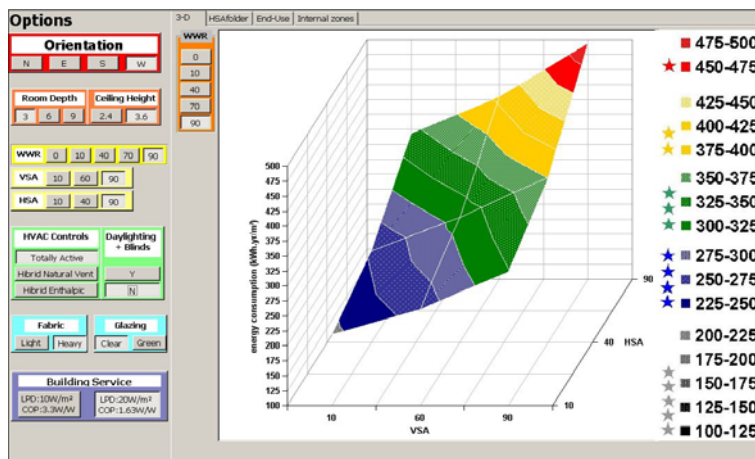 Options
Orientation
N E S W
Room Depth Ceiling Height
3 6 9 2.4 3.6
WWR 0 10 40 70 90
VSA 10 60 90
HSA 10 40 90
HVAC Controls Daylighting + Blinds
Totally Active
Hibrid Natural Vent Y
Hibrid Enthalpic N
Fabric Glazing
Light Heavy Clear Green
Building Service
LPD:10W/m² LPD:20W/m²
COP:3.3W/W COP:1.63W/W
3-D HSAfolder End-Use Internal zones
WWR
0
10
40
70
90
energy consumption (kWh.yr/m²)
500
475
450
425
400
375
350
325
300
275
250
225
200
175
150
125
100
10 60 90
VSA
10
40
90
HSA
475-500
450-475
425-450
400-425
375-400
350-375
325-350
300-325
275-300
250-275
225-250
200-225
175-200
150-175
125-150
100-125